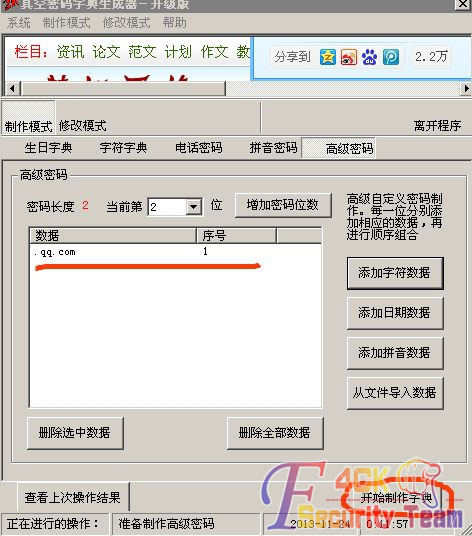 真空密码字典生成器－升级版
系统 制作模式 修改模式 帮助
栏目： 资讯 论文 范文 计划 作文 教
分享到 2.2万
制作模式 修改模式 离开程序
生日字典 字符字典 电话密码 拼音密码 高级密码
高级密码
密码长度 2 当前第 2 位 增加密码位数
高级自定义密码制
作。每一位分别添
加相应的数据，再
进行顺序组合
数据 序号
.qq.com 1
添加字符数据
添加日期数据
添加拼音数据
从文件导入数据
删除选中数据 删除全部数据
查看上次操作结果 开始制作字典
F4CK
Security-Team
正在进行的操作： 准备制作高级密码 2013-11-24 0:41:57